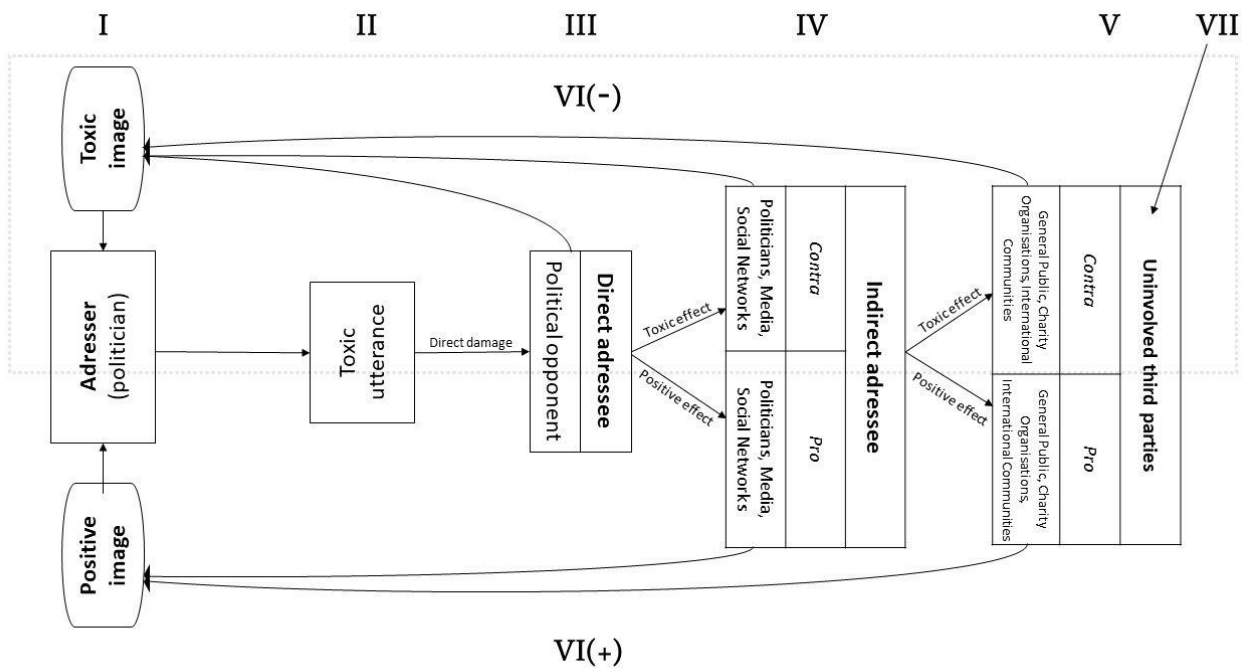 I
II
III
IV
V
VII
VI(-)
Toxic
image
Adresser
(politician)
Positive
image
Toxic
utterance
Direct damage
Political opponent
Direct adressee
Toxic effect
Positive effect
Politicians, Media,
Social Networks
Contra
Politicians, Media,
Social Networks
Pro
Indirect adressee
Toxic effect
Positive effect
General Public, Charity
Organisations, International
Communities
Contra
General Public, Charity
Organisations,
International Communities
Pro
Uninvolved third parties
VI(+)